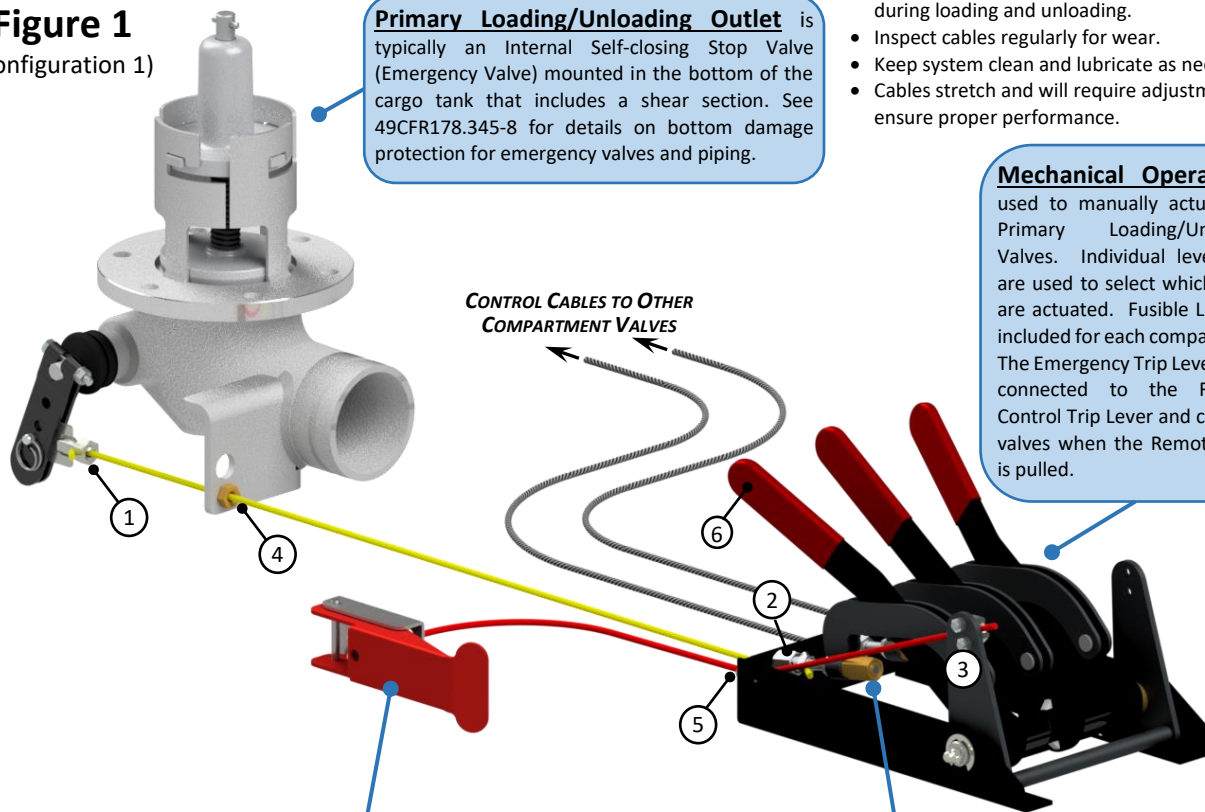 Figure 1
onfiguration 1)
Primary Loading/Unloading Outlet is
typically an Internal Self-closing Stop Valve
(Emergency Valve) mounted in the bottom of the
cargo tank that includes a shear section. See
49CFR178.345-8 for details on bottom damage
protection for emergency valves and piping.
during loading and unloading.
• Inspect cables regularly for wear.
• Keep system clean and lubricate as nee
• Cables stretch and will require adjustm
ensure proper performance.
Mechanical Opera
used to manually actu
Primary Loading/Un
Valves. Individual leve
are used to select which
are actuated. Fusible L
included for each compa
The Emergency Trip Leve
connected to the R
Control Trip Lever and c
valves when the Remot
is pulled.
CONTROL CABLES TO OTHER
COMPARTMENT VALVES
1
4
6
2
3
5